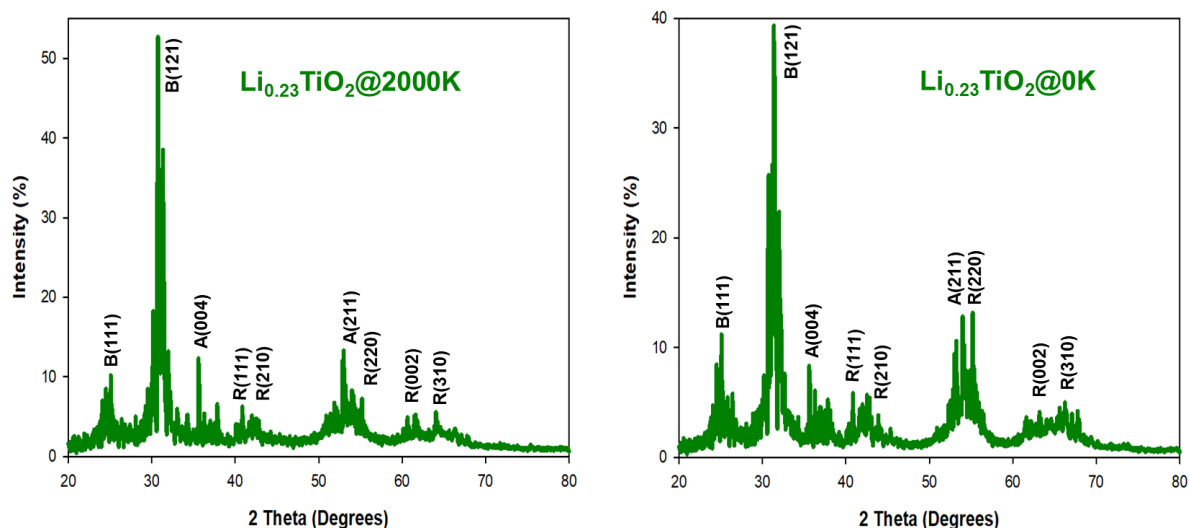 Li0.23TiO2@2000K
Intensity (%)
50
40
30
20
10
0
B(111)
B(121)
A(004)
R(111)
R(210)
A(211)
R(220)
R(002)
R(310)
20 30 40 50 60 70 80
2 Theta (Degrees)
Li0.23TiO2@0K
Intensity (%)
40
30
20
10
0
B(111)
B(121)
A(004)
R(111)
R(210)
A(211)
R(220)
R(002)
R(310)
20 30 40 50 60 70 80
2 Theta (Degrees)